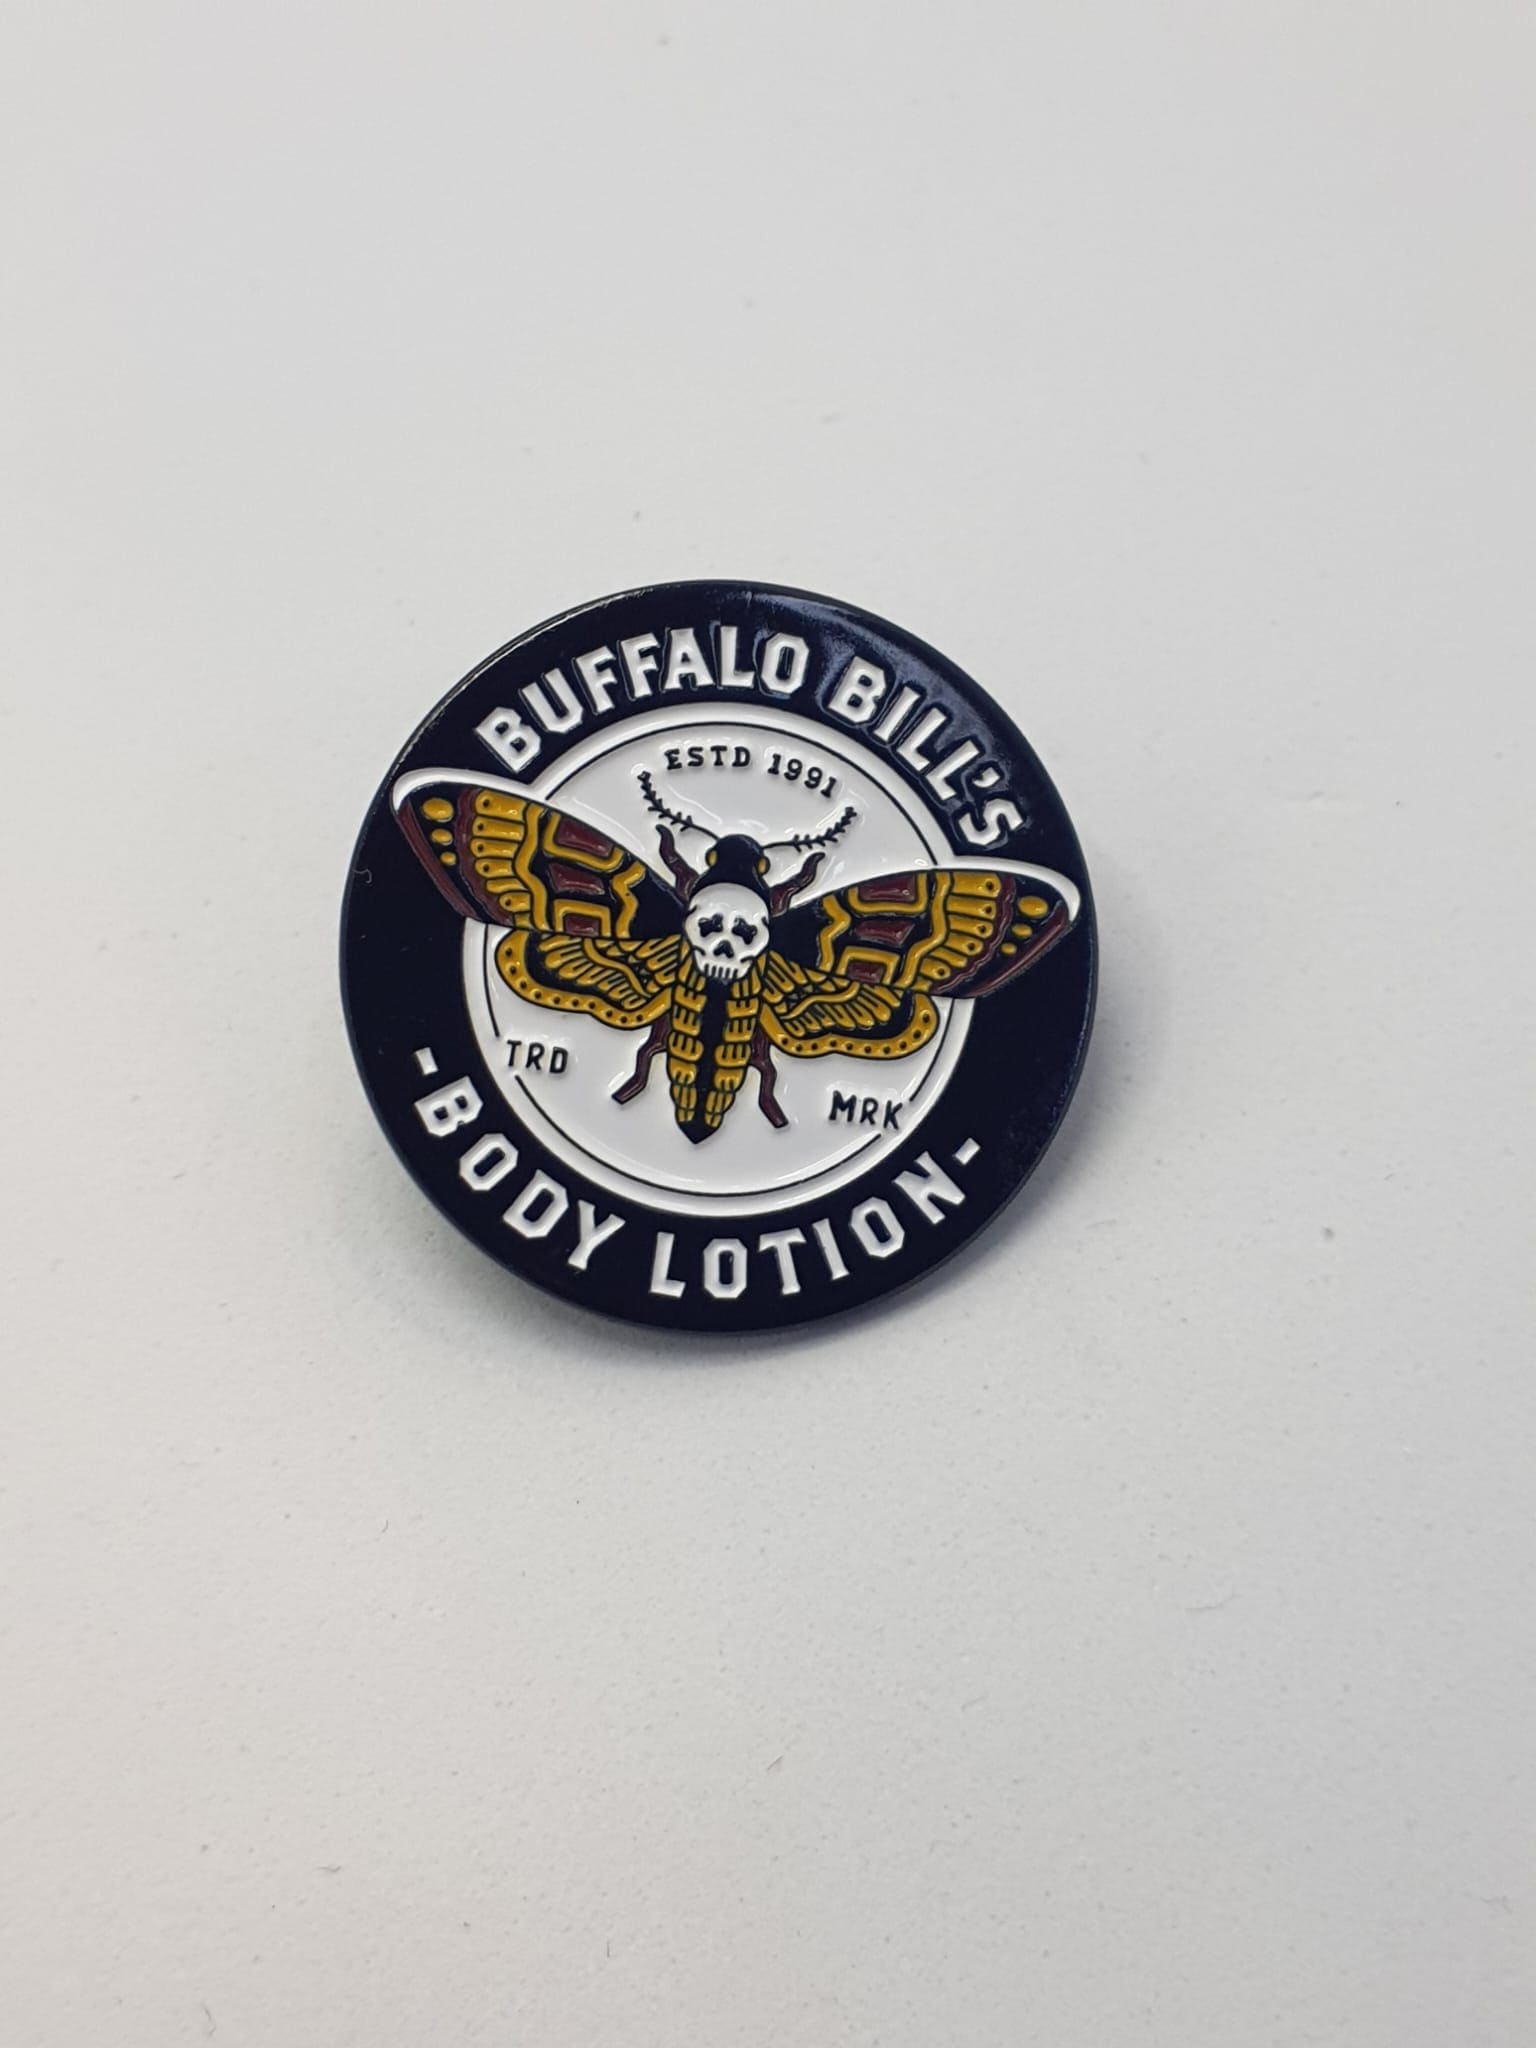 BUFFALO BILL'S
ESTD 1991
TRD
MRK
-BODY LOTION-